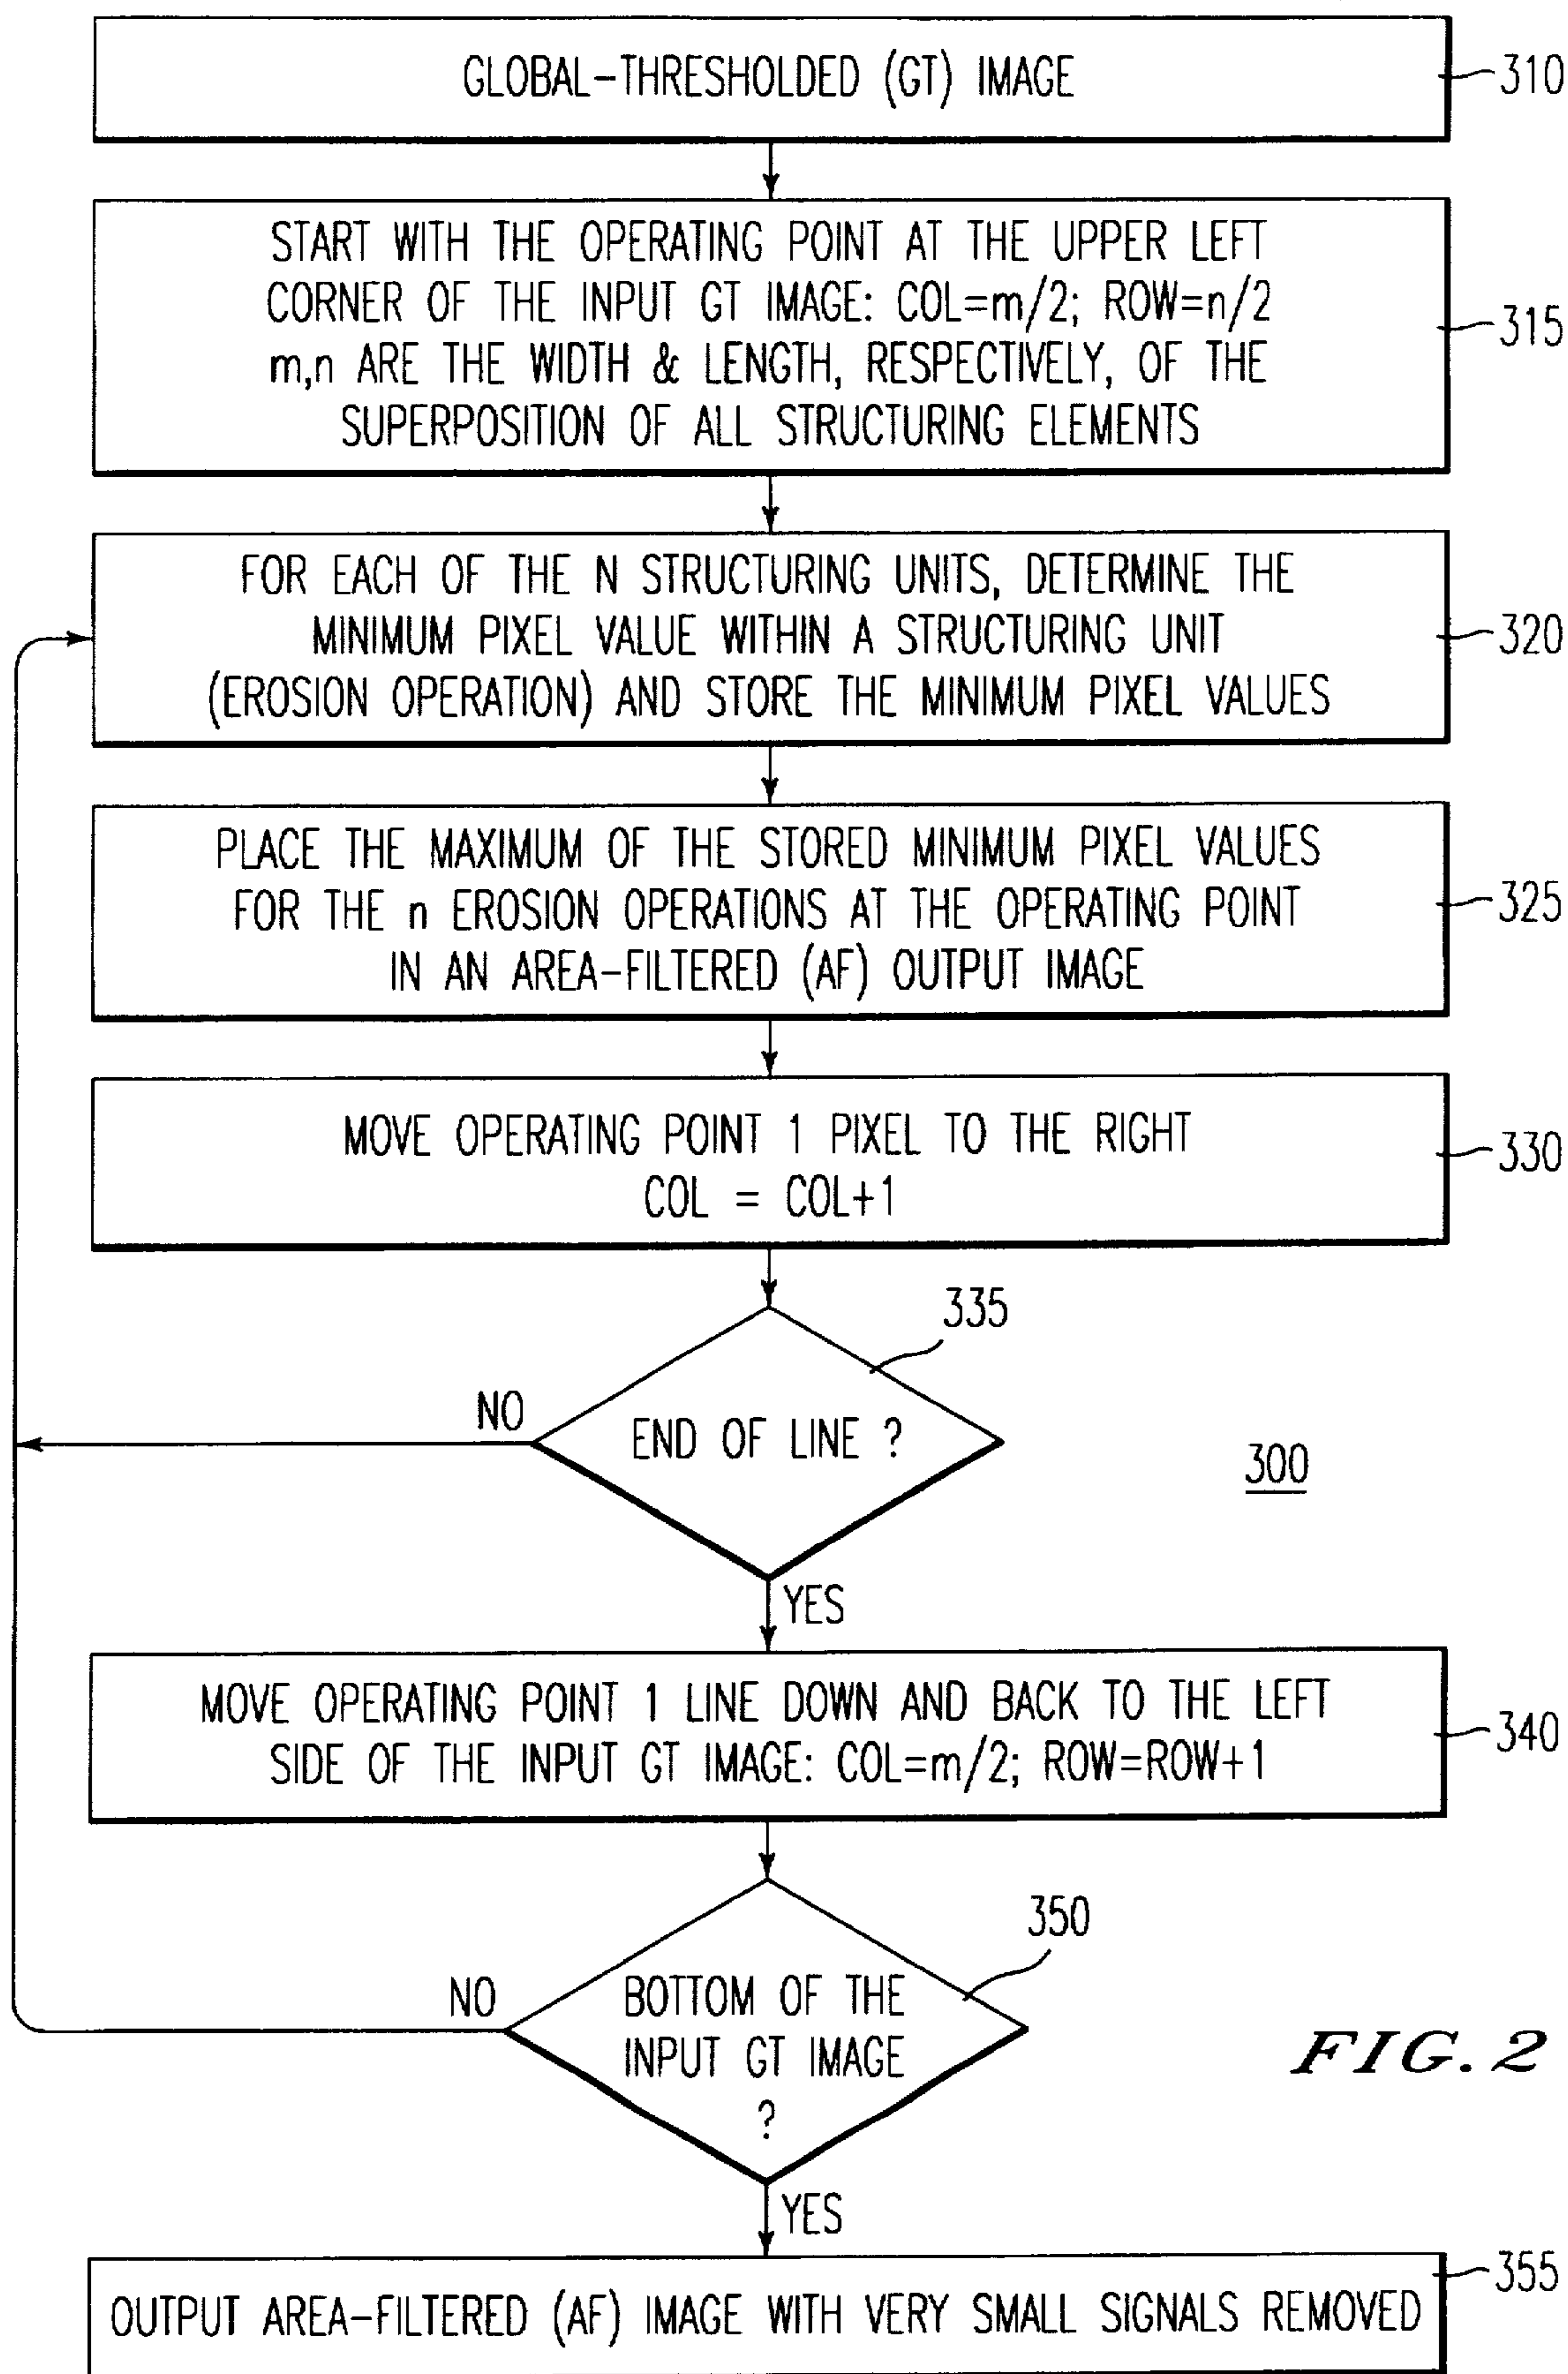 GLOBAL-THRESHOLDED (GT) IMAGE
310
START WITH THE OPERATING POINT AT THE UPPER LEFT
CORNER OF THE INPUT GT IMAGE: COL=m/2; ROW=n/2
m,n ARE THE WIDTH & LENGTH, RESPECTIVELY, OF THE
SUPERPOSITION OF ALL STRUCTURING ELEMENTS
315
FOR EACH OF THE N STRUCTURING UNITS, DETERMINE THE
MINIMUM PIXEL VALUE WITHIN A STRUCTURING UNIT
(EROSION OPERATION) AND STORE THE MINIMUM PIXEL VALUES
320
PLACE THE MAXIMUM OF THE STORED MINIMUM PIXEL VALUES
FOR THE n EROSION OPERATIONS AT THE OPERATING POINT
IN AN AREA-FILTERED (AF) OUTPUT IMAGE
325
MOVE OPERATING POINT 1 PIXEL TO THE RIGHT
COL = COL+1
330
335
END OF LINE ?
NO
300
YES
MOVE OPERATING POINT 1 LINE DOWN AND BACK TO THE LEFT
SIDE OF THE INPUT GT IMAGE: COL=m/2; ROW=ROW+1
340
350
BOTTOM OF THE
INPUT GT IMAGE
?
NO
FIG. 2
YES
OUTPUT AREA-FILTERED (AF) IMAGE WITH VERY SMALL SIGNALS REMOVED
355